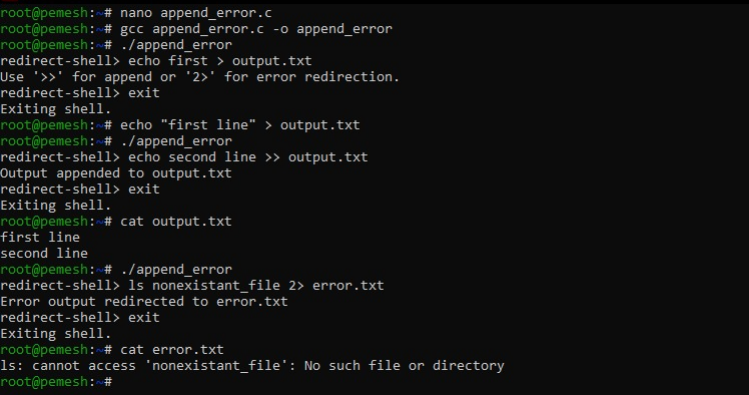 root@pemesh:~# nano append_error.c
root@pemesh:~# gcc append_error.c -o append_error
root@pemesh:~# ./append_error
redirect-shell> echo first > output.txt
Use '>>' for append or '2>' for error redirection.
redirect-shell> exit
Exiting shell.
root@pemesh:~# echo "first line" > output.txt
root@pemesh:~# ./append_error
redirect-shell> echo second line >> output.txt
Output appended to output.txt
redirect-shell> exit
Exiting shell.
root@pemesh:~# cat output.txt
first line
second line
root@pemesh:~# ./append_error
redirect-shell> ls nonexistant_file 2> error.txt
Error output redirected to error.txt
redirect-shell> exit
Exiting shell.
root@pemesh:~# cat error.txt
ls: cannot access 'nonexistant_file': No such file or directory
root@pemesh:~#